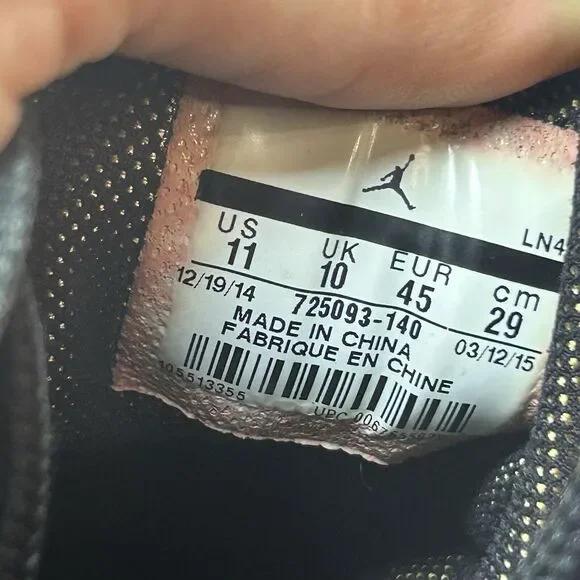 LN4
US UK EUR cm
11 10 45 29
12/19/14 725093-140 03/12/15
MADE IN CHINA
FABRIQUE EN CHINE
105513355
UPC